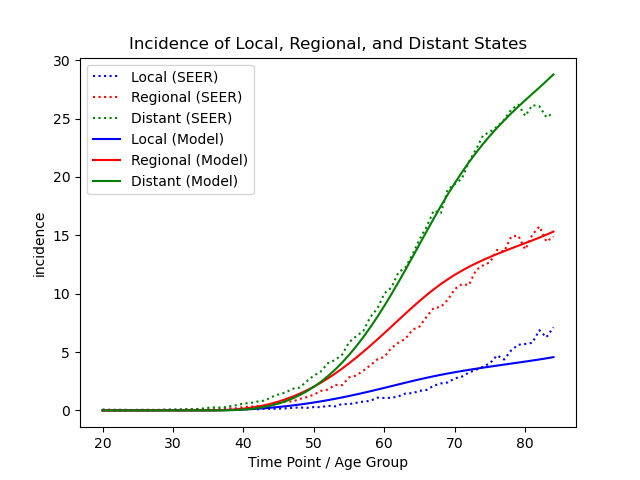 Incidence of Local, Regional, and Distant States
30
25
20
15
10
5
0
incidence
Local (SEER)
Regional (SEER)
Distant (SEER)
Local (Model)
Regional (Model)
Distant (Model)
20 30 40 50 60 70 80
Time Point / Age Group